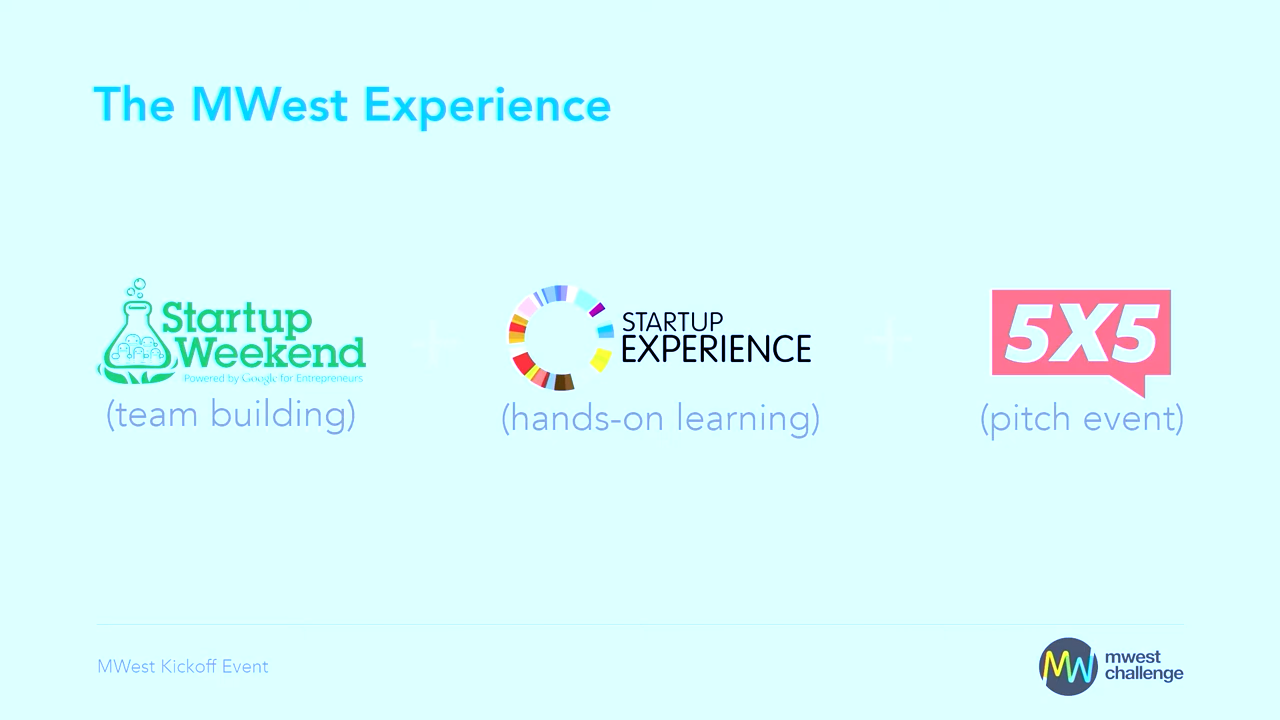 The MWest Experience
Startup
Weekend
Powered by Google for Entrepreneurs
(team building)
+
STARTUP
EXPERIENCE
(hands-on learning)
+
5X5
(pitch event)
MWest Kickoff Event
MW
mwest
challenge